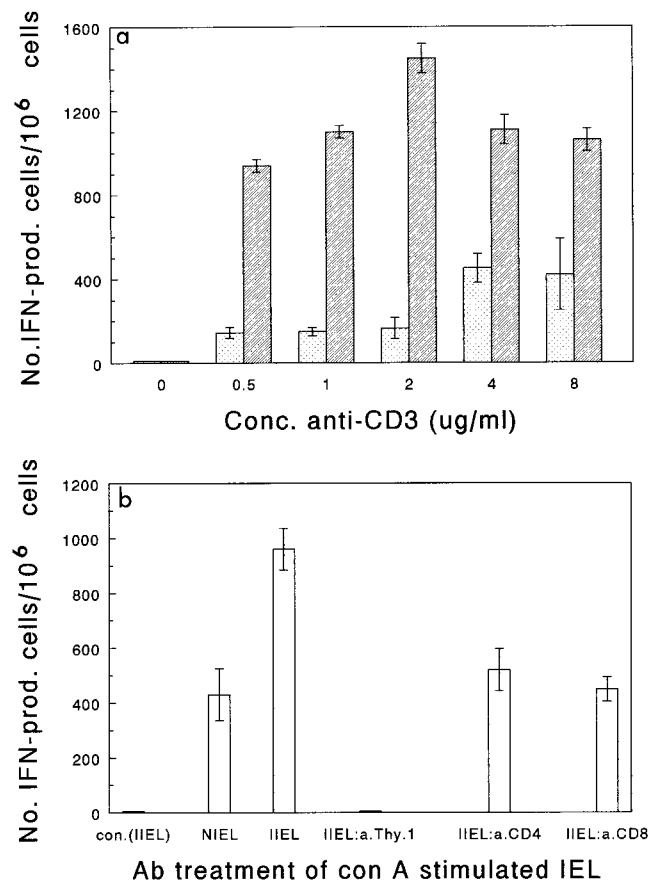 a
No.IFN-prod. cells/10⁶ cells
1600
1200
800
400
0
0 0.5 1 2 4 8
Conc. anti-CD3 (ug/ml)
b
No. IFN-prod. cells/10⁶ cells
1200
1000
800
600
400
200
0
con.(IIEL) NIEL IIEL IIEL:a.Thy.1 IIEL:a.CD4 IIEL:a.CD8
Ab treatment of con A stimulated IEL